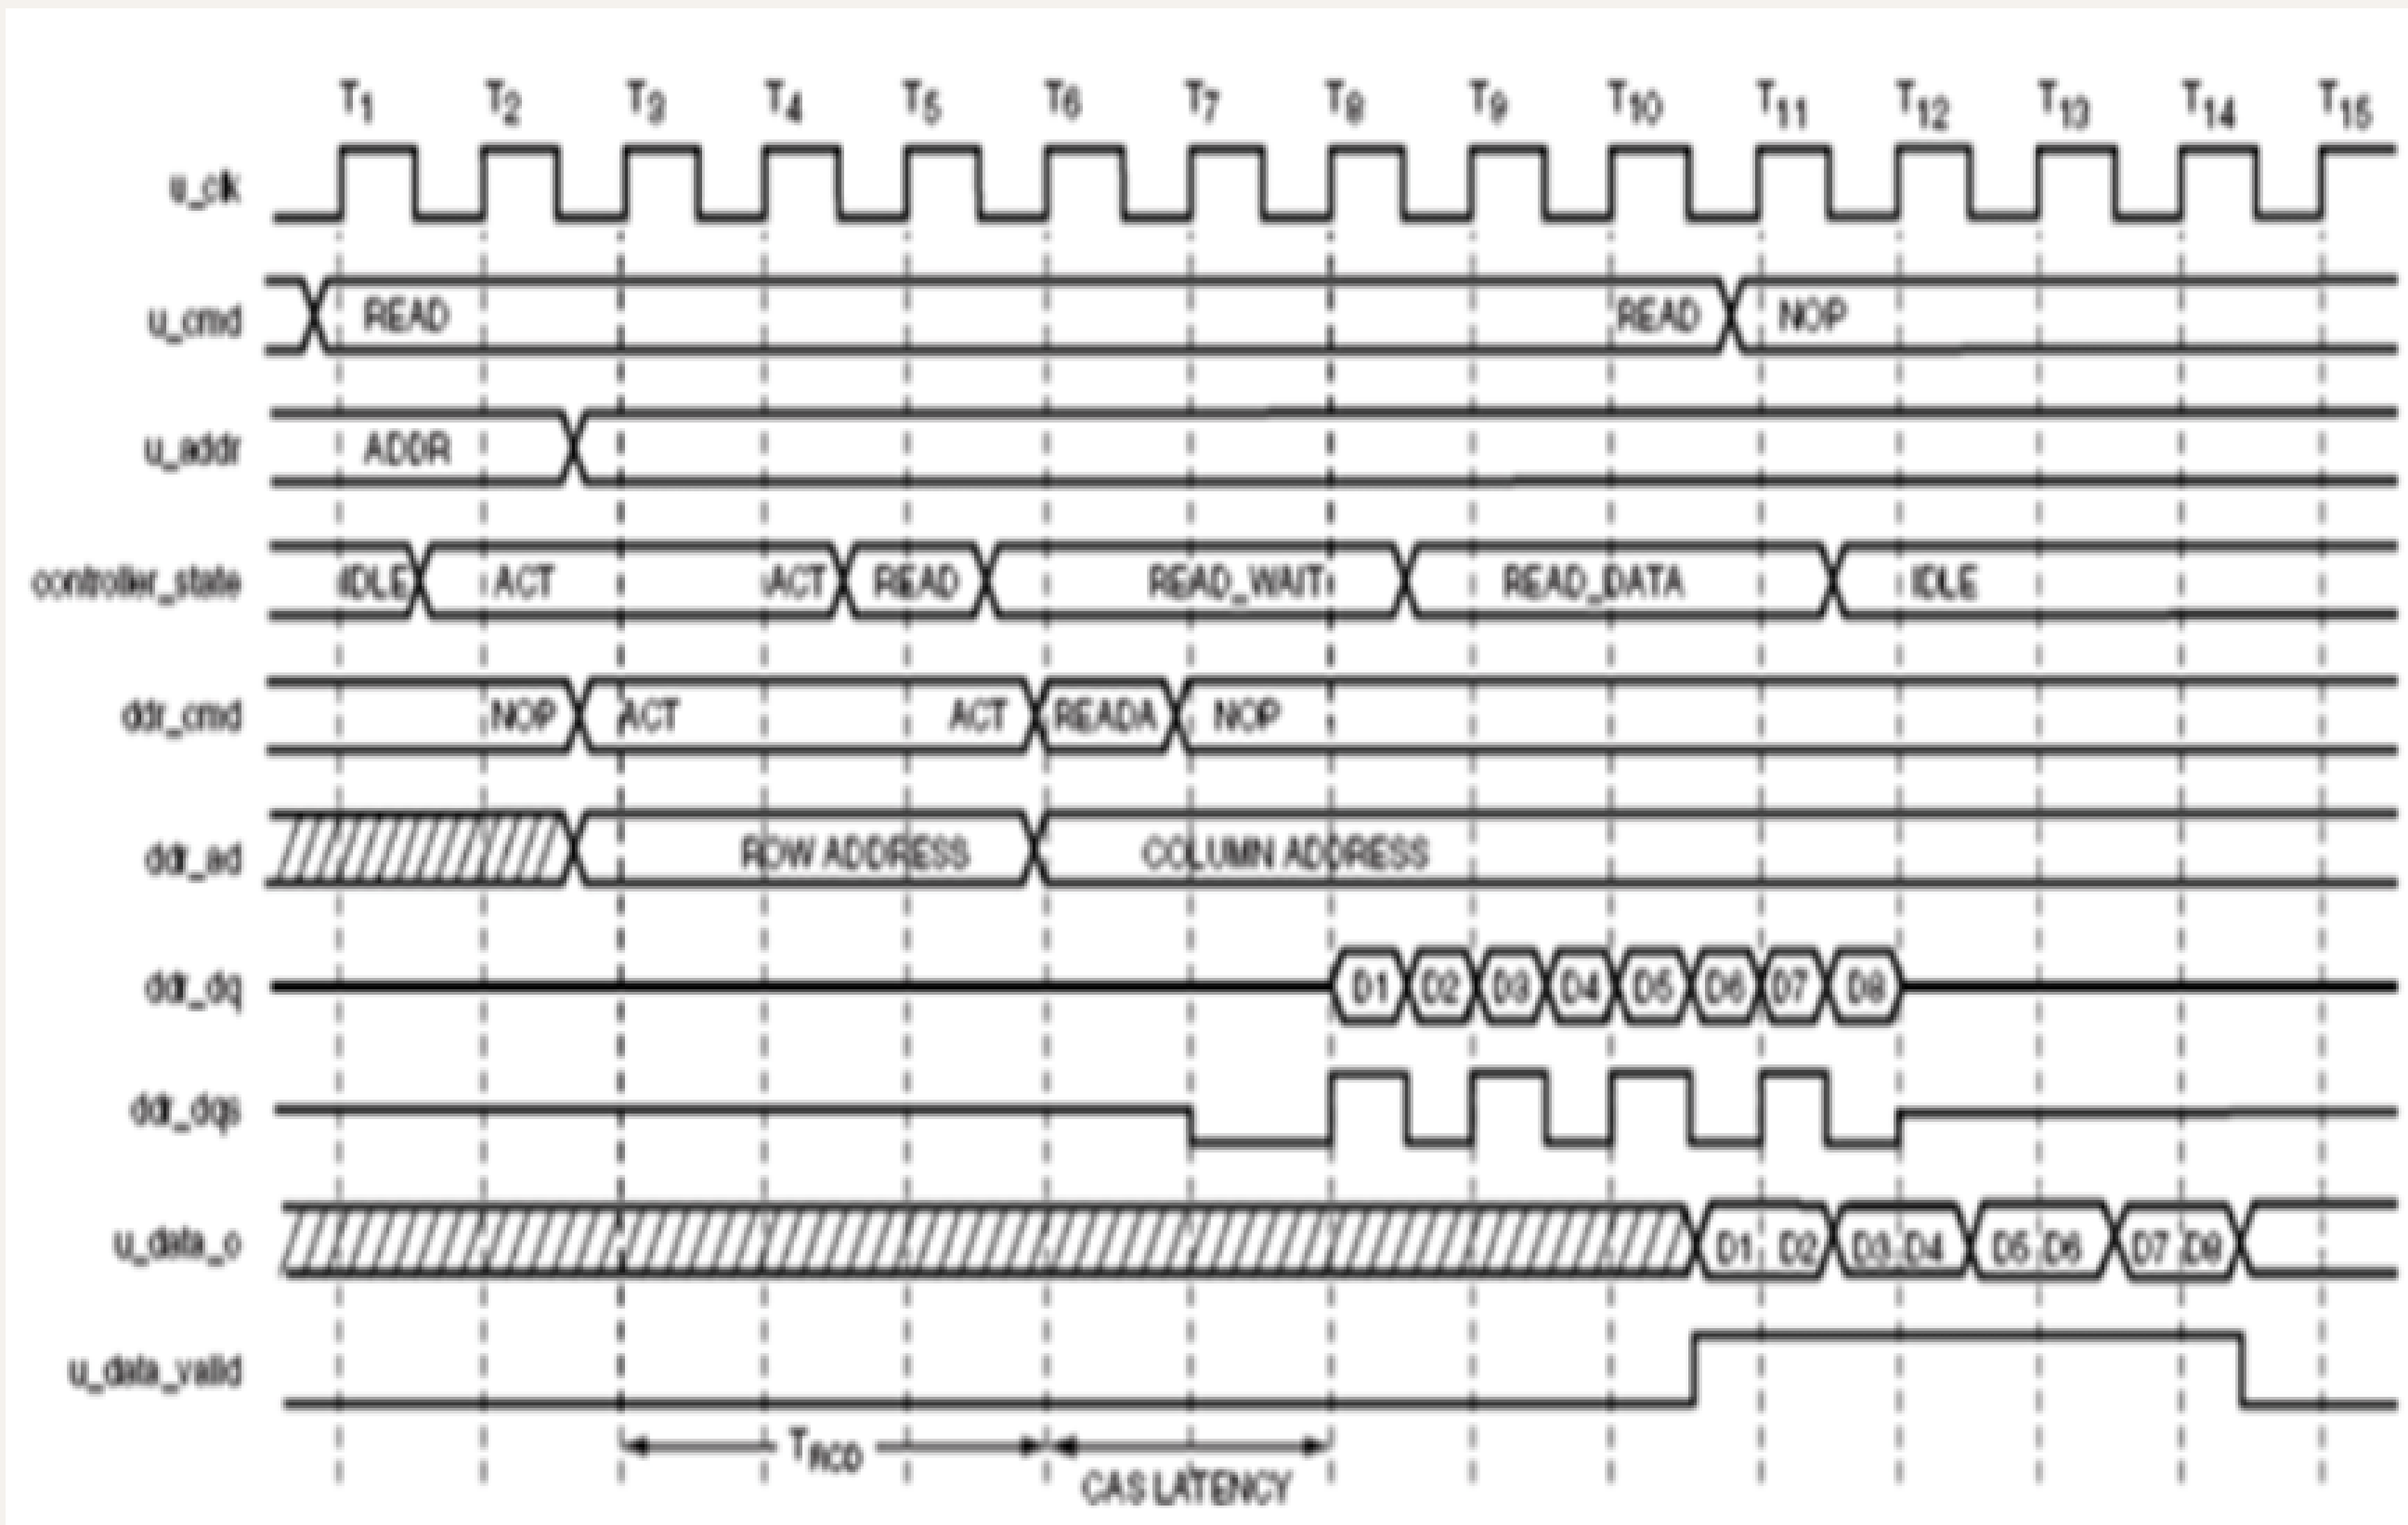 T1 T2 T3 T4 T5 T6 T7 T8 T9 T10 T11 T12 T13 T14 T15
u_clk
u_cmd READ READ NOP
u_addr ADDR
controller_state IDLE ACT ACT READ READ_WAIT READ_DATA IDLE
ddr_cmd NOP ACT ACT READA NOP
ddr_ad ROW ADDRESS COLUMN ADDRESS
ddr_dq D1 D2 D3 D4 D5 D6 D7 D8
ddr_dqs
u_data_o D1 D2 D3 D4 D5 D6 D7 D8
u_data_valid
TRCD
CAS LATENCY